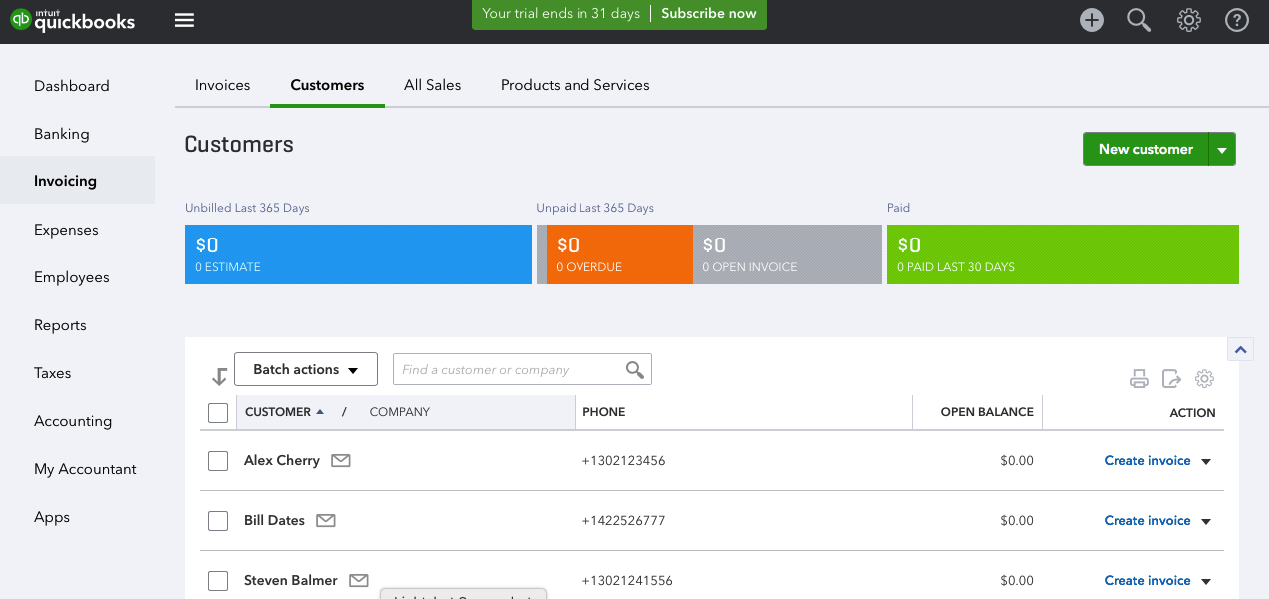 intuit
quickbooks
Your trial ends in 31 days | Subscribe now
Dashboard
Banking
Invoicing
Expenses
Employees
Reports
Taxes
Accounting
My Accountant
Apps
Invoices Customers All Sales Products and Services
Customers
New customer
Unbilled Last 365 Days Unpaid Last 365 Days Paid
$0 $0 $0 $0
0 ESTIMATE 0 OVERDUE 0 OPEN INVOICE 0 PAID LAST 30 DAYS
Batch actions Find a customer or company
CUSTOMER / COMPANY PHONE OPEN BALANCE ACTION
Alex Cherry +1302123456 $0.00 Create invoice
Bill Dates +1422526777 $0.00 Create invoice
Steven Balmer +13021241556 $0.00 Create invoice